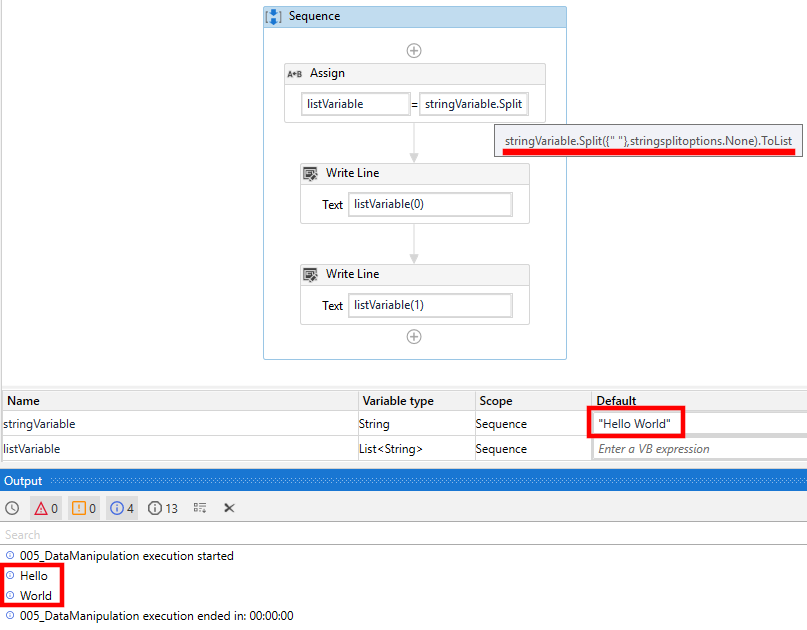 Sequence
A+B Assign
listVariable = stringVariable.Split
stringVariable.Split({" "},stringsplitoptions.None).ToList
Write Line
Text listVariable(0)
Write Line
Text listVariable(1)
Name Variable type Scope Default
stringVariable String Sequence "Hello World"
listVariable List<String> Sequence Enter a VB expression
Output
0 0 4 13
Search
005_DataManipulation execution started
Hello
World
005_DataManipulation execution ended in: 00:00:00